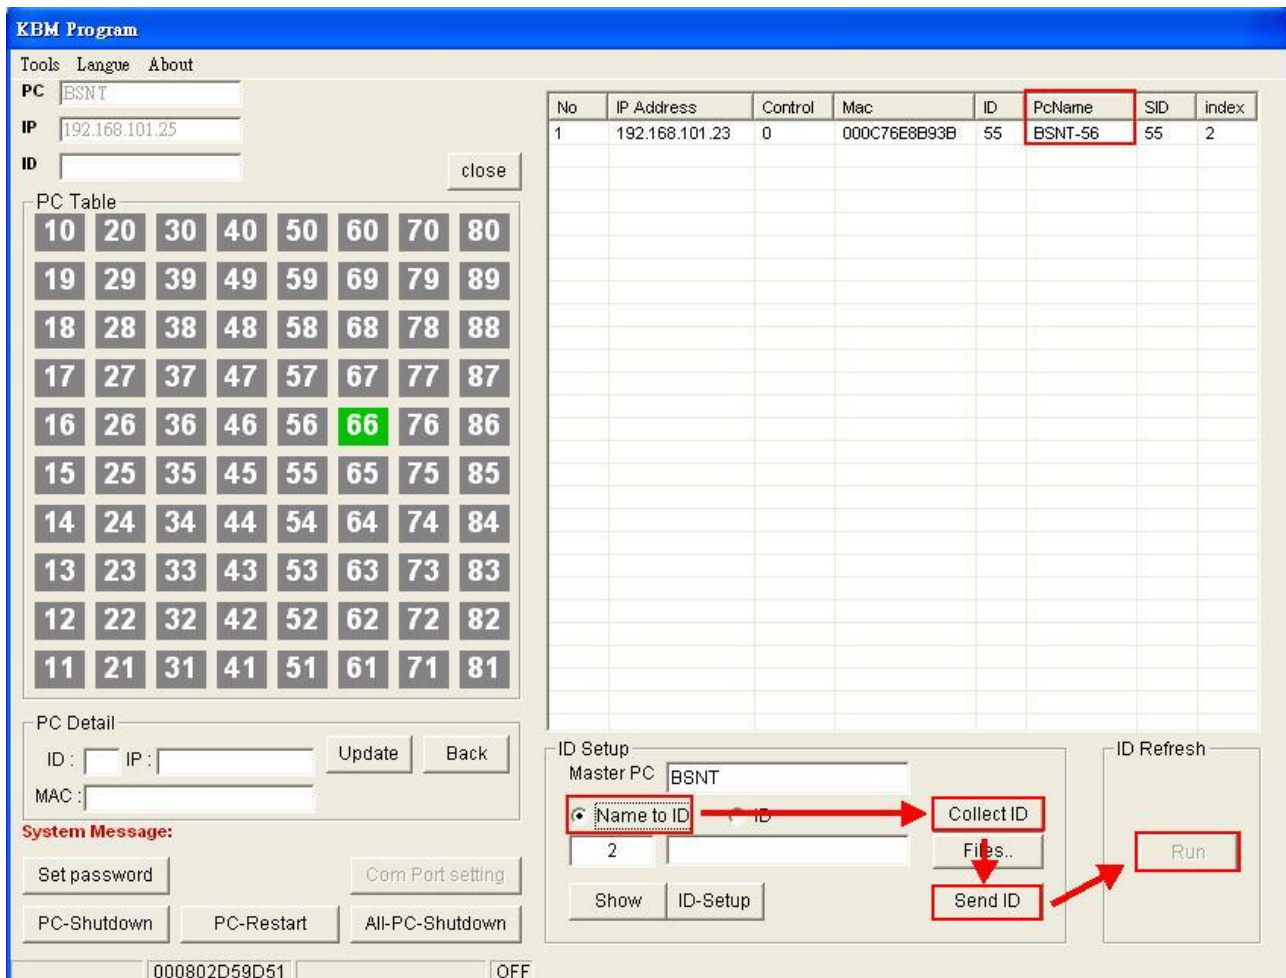 KBM Program
Tools Langue About
PC BSNT
IP 192.168.101.25
ID
close
PC Table
10 20 30 40 50 60 70 80
19 29 39 49 59 69 79 89
18 28 38 48 58 68 78 88
17 27 37 47 57 67 77 87
16 26 36 46 56 66 76 86
15 25 35 45 55 65 75 85
14 24 34 44 54 64 74 84
13 23 33 43 53 63 73 83
12 22 32 42 52 62 72 82
11 21 31 41 51 61 71 81
PC Detail
ID : IP : Update Back
MAC :
System Message:
Set password Com Port setting
PC-Shutdown PC-Restart All-PC-Shutdown
000802D59D51 OFF
No IP Address Control Mac ID PcName SID index
1 192.168.101.23 0 000C76E8B93B 55 BSNT-56 55 2
ID Setup
Master PC BSNT
Name to ID ID Collect ID
2 Files..
Show ID-Setup Send ID
ID Refresh
Run